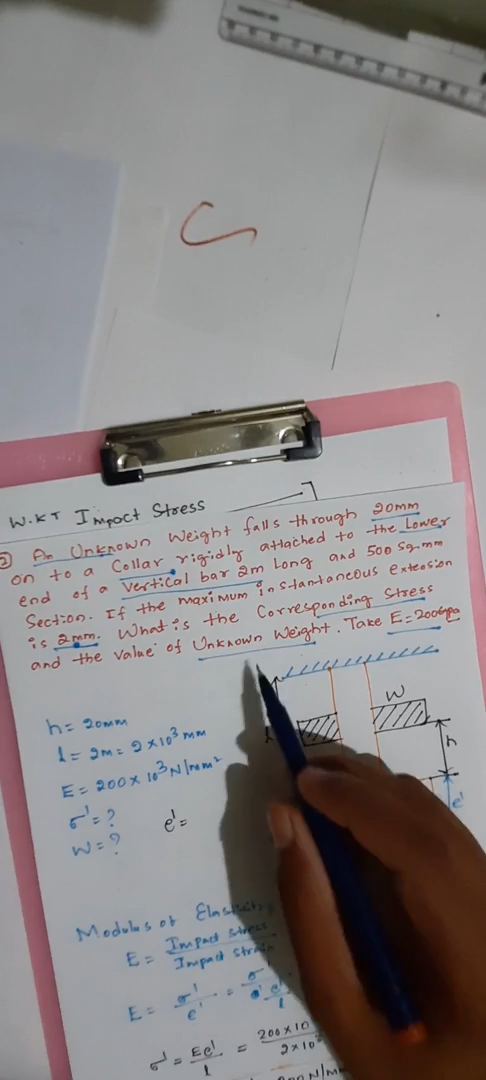 W.KT Impact Stress
2) An Unknown Weight falls through 20mm
on to a Collar rigidly attached to the Lower
end of a vertical bar 2m Long and 500 sq.mm
Section. If the maximum instantaneous extension
is 2mm. What is the Corresponding Stress
and the value of Unknown Weight. Take E=200Gpa
W
h = 20mm
l = 2m = 2×10³ mm
h
E = 200 × 10³ N/mm²
σ' = ?
e' =
e'
W = ?
Modulus of Elasticity
E = Impact stress / Impact strain
E = σ' / e' =
σ' = Ee' / l =